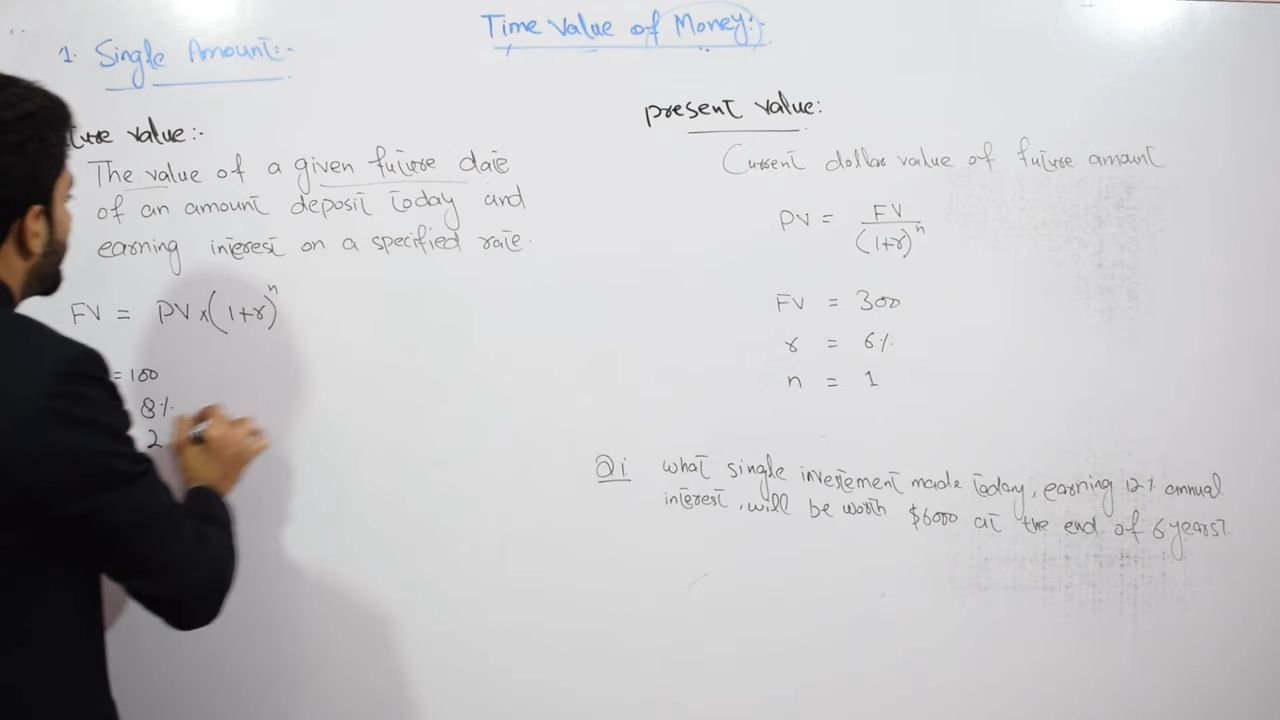 Time Value of Money:-
1. Single Amount:-
value:-
The value of a given future date
of an amount deposit today and
earning interest on a specified rate.
FV = PV×(1+r)^n
= 100
8%
2
present value:
Current dollar value of future amount
PV = FV
(1+r)^n
FV = 300
r = 6%
n = 1
Q1 what single investement made today, earning 12% annual
interest, will be worth $6000 at the end of 6 years?